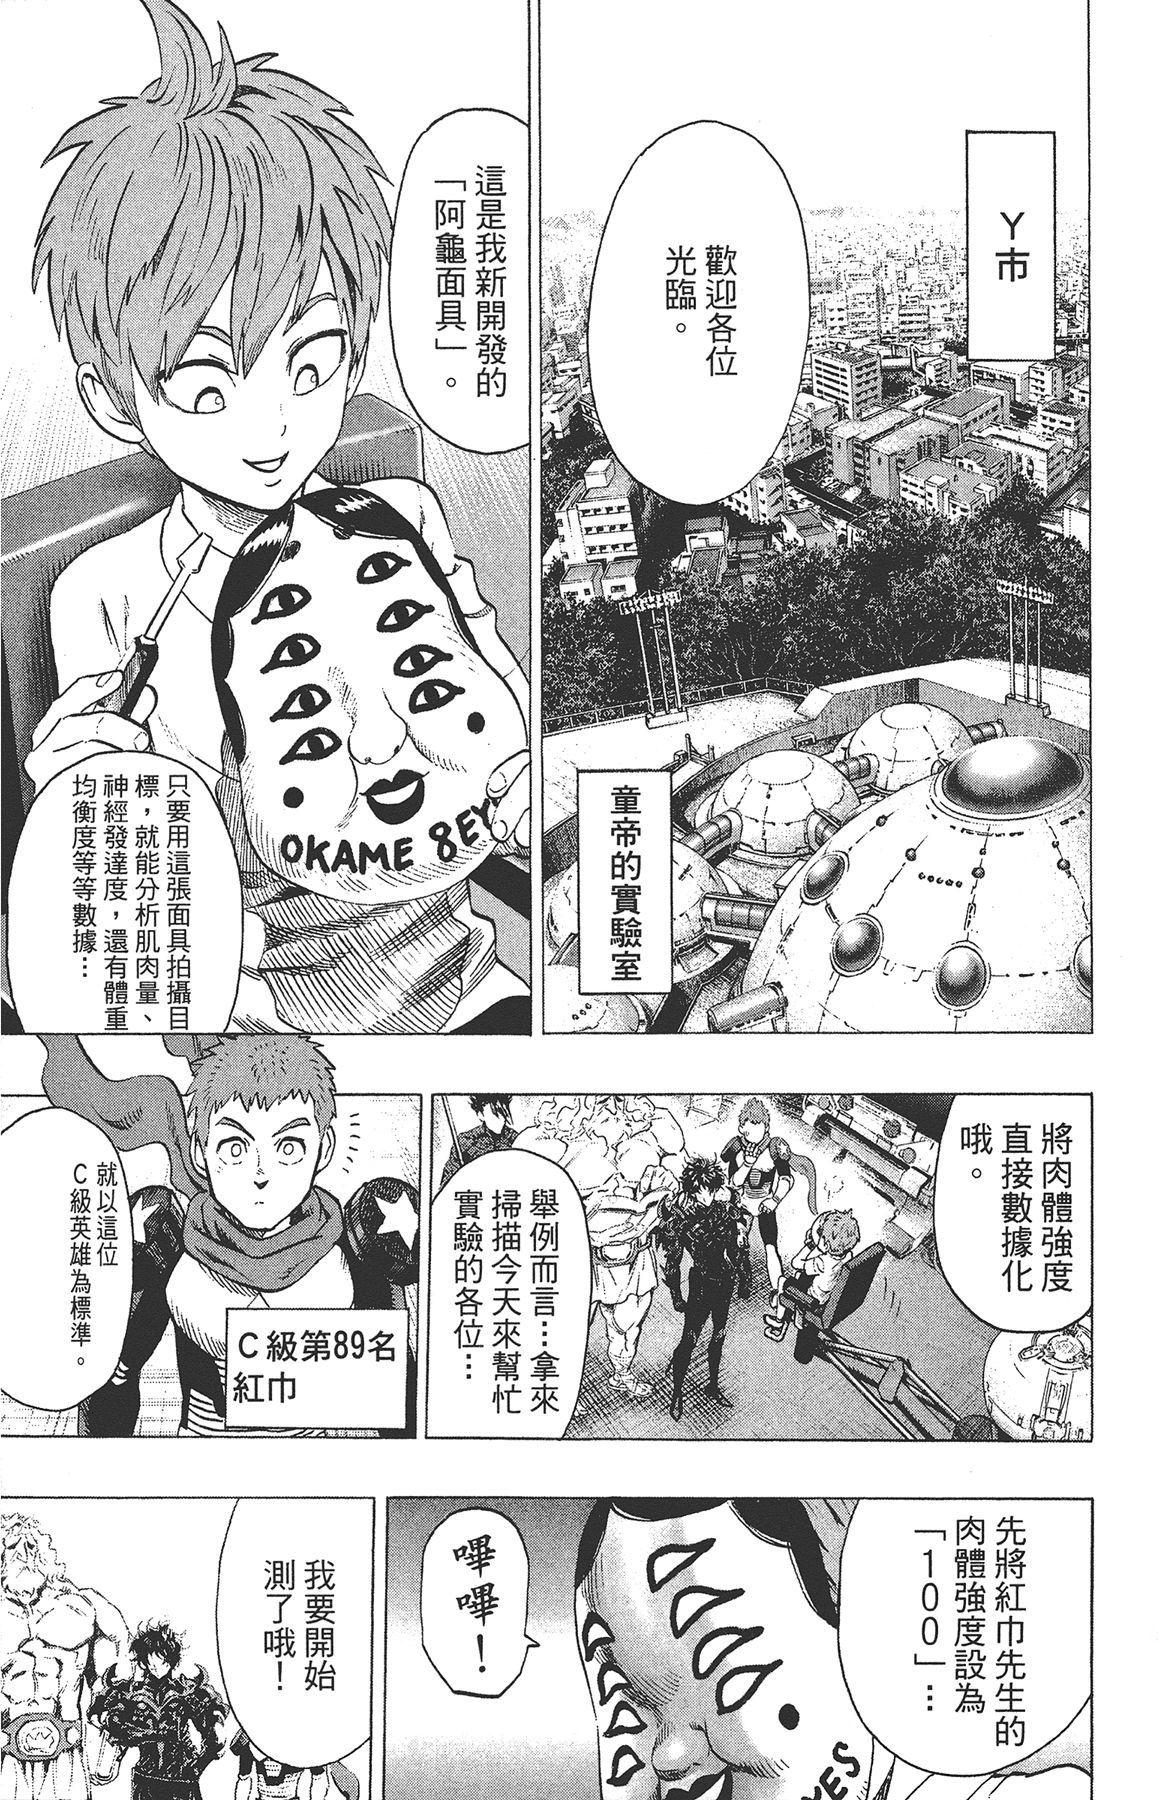 Y市
歡迎各位
光臨。
童帝的實驗室
這是我新開發的
「阿龜面具」。
OKAME 8EY
只要用這張面具拍攝目
標，就能分析肌肉量、
神經發達度，還有體重
均衡度等等數據…
將肉體強度
直接數據化
哦。
舉例而言…拿來
掃描今天來幫忙
實驗的各位…
就以這位
C級英雄為標準。
C級第89名
紅巾
先將紅巾先生的
肉體強度設為
「100」…
嗶嗶！
YES
我要開始
測了哦！